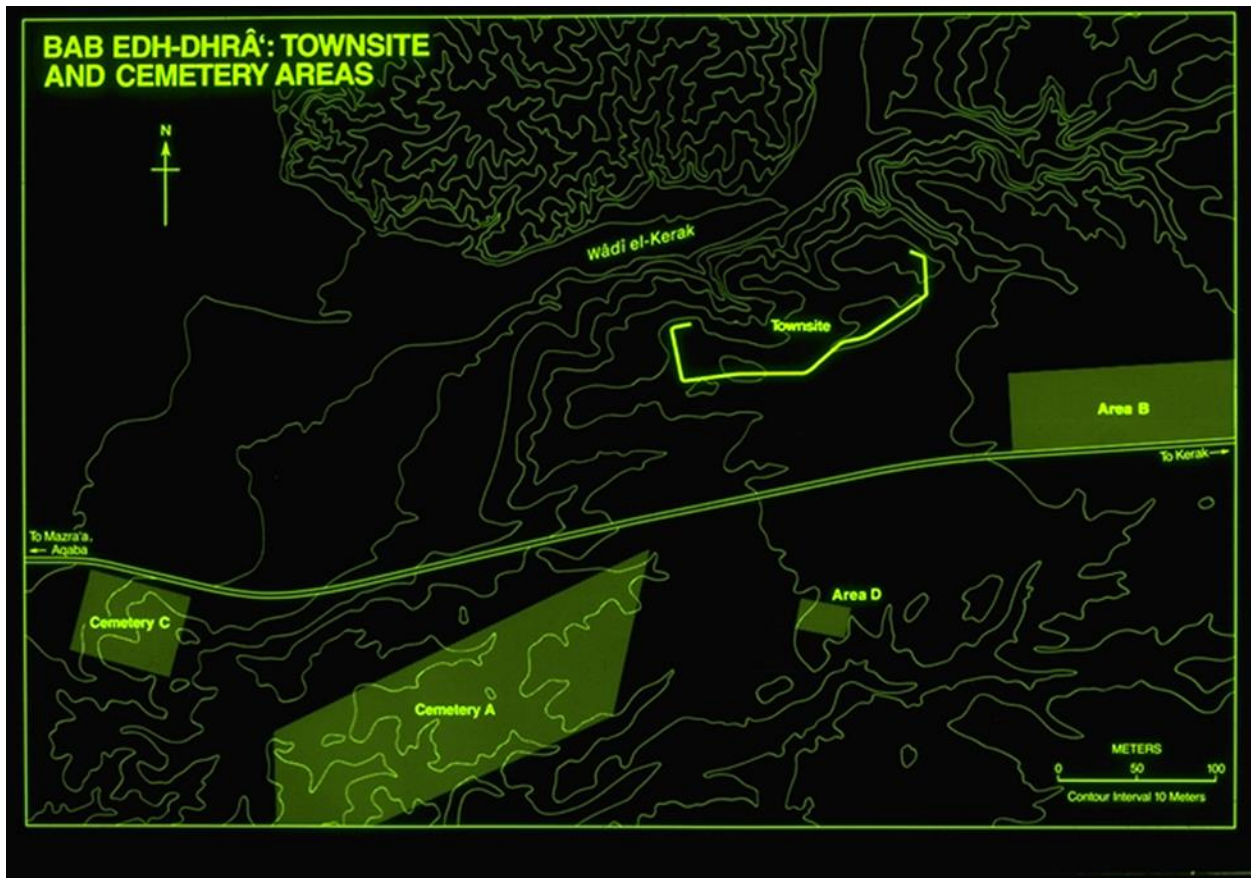 BAB EDH-DHRÂ‘: TOWNSITE
AND CEMETERY AREAS
N
Wâdî el-Kerak
Townsite
Area B
To Kerak →
To Mazra'a,
← Aqaba
Cemetery C
Area D
Cemetery A
METERS
0 50 100
Contour Interval 10 Meters